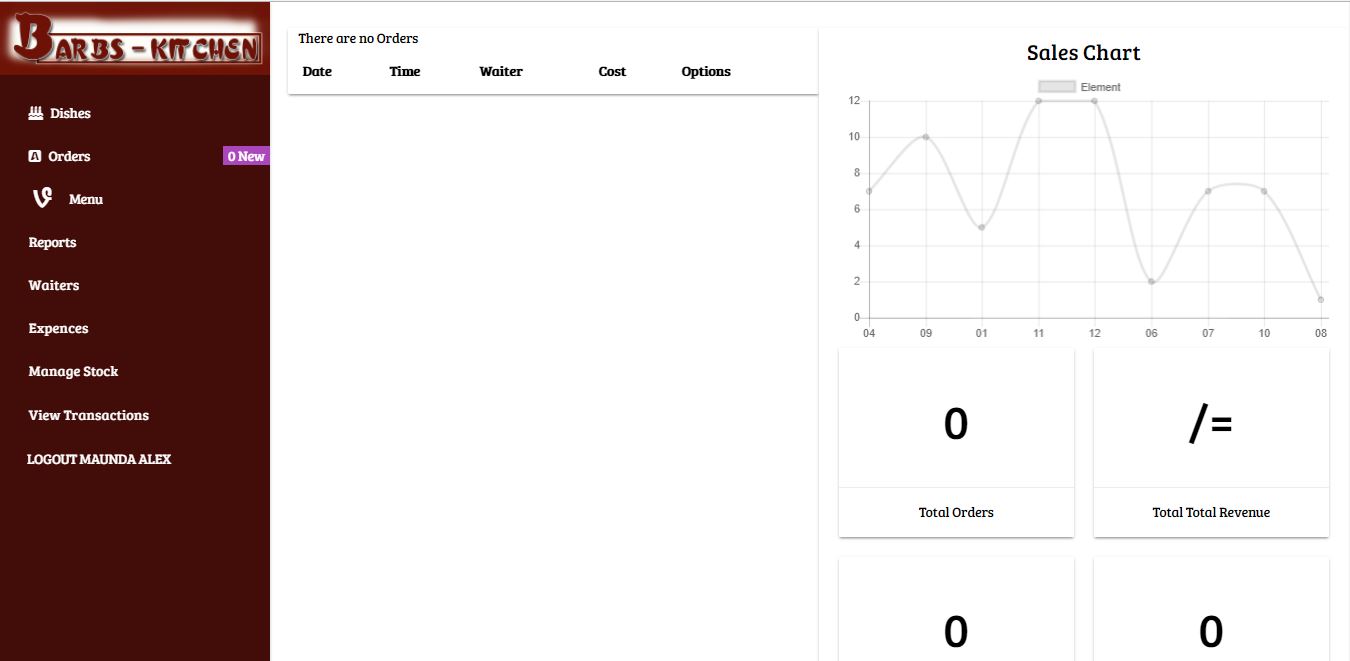 BARBS - KITCHEN
Dishes
Orders
0 New
Menu
Reports
Waiters
Expences
Manage Stock
View Transactions
LOGOUT MAUNDA ALEX
There are no Orders
Date Time Waiter Cost Options
Sales Chart
Element
12
10
8
6
4
2
0
04 09 01 11 12 06 07 10 08
0
Total Orders
/=
Total Total Revenue
0
0